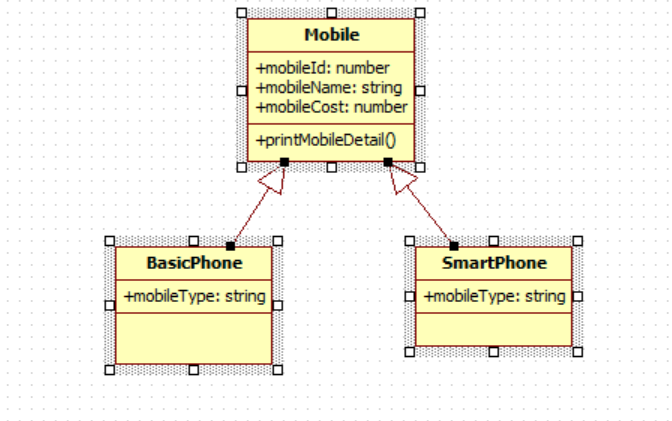 Mobile
+mobileId: number
+mobileName: string
+mobileCost: number
+printMobileDetail()
BasicPhone
+mobileType: string
SmartPhone
+mobileType: string